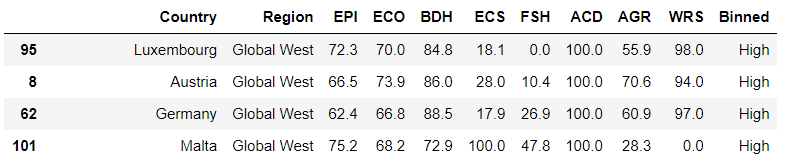 Country Region EPI ECO BDH ECS FSH ACD AGR WRS Binned
95 Luxembourg Global West 72.3 70.0 84.8 18.1 0.0 100.0 55.9 98.0 High
8 Austria Global West 66.5 73.9 86.0 28.0 10.4 100.0 70.6 94.0 High
62 Germany Global West 62.4 66.8 88.5 17.9 26.9 100.0 60.9 97.0 High
101 Malta Global West 75.2 68.2 72.9 100.0 47.8 100.0 28.3 0.0 High